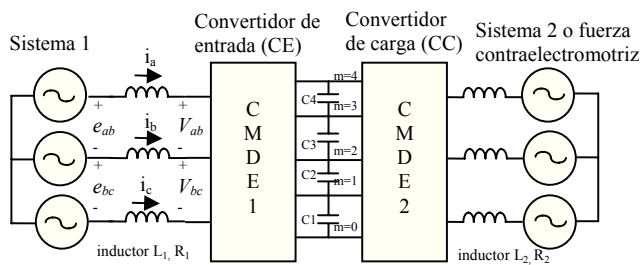 Sistema 1
Convertidor de
entrada (CE)
Convertidor
de carga (CC)
Sistema 2 o fuerza
contraelectromotriz
i_a
+
e_ab
-
+
V_ab
-
i_b
+
e_bc
-
+
V_bc
-
i_c
inductor L₁, R₁
C
M
D
E
1
C4
C3
C2
C1
m=4
m=3
m=2
m=1
m=0
C
M
D
E
2
inductor L₂, R₂